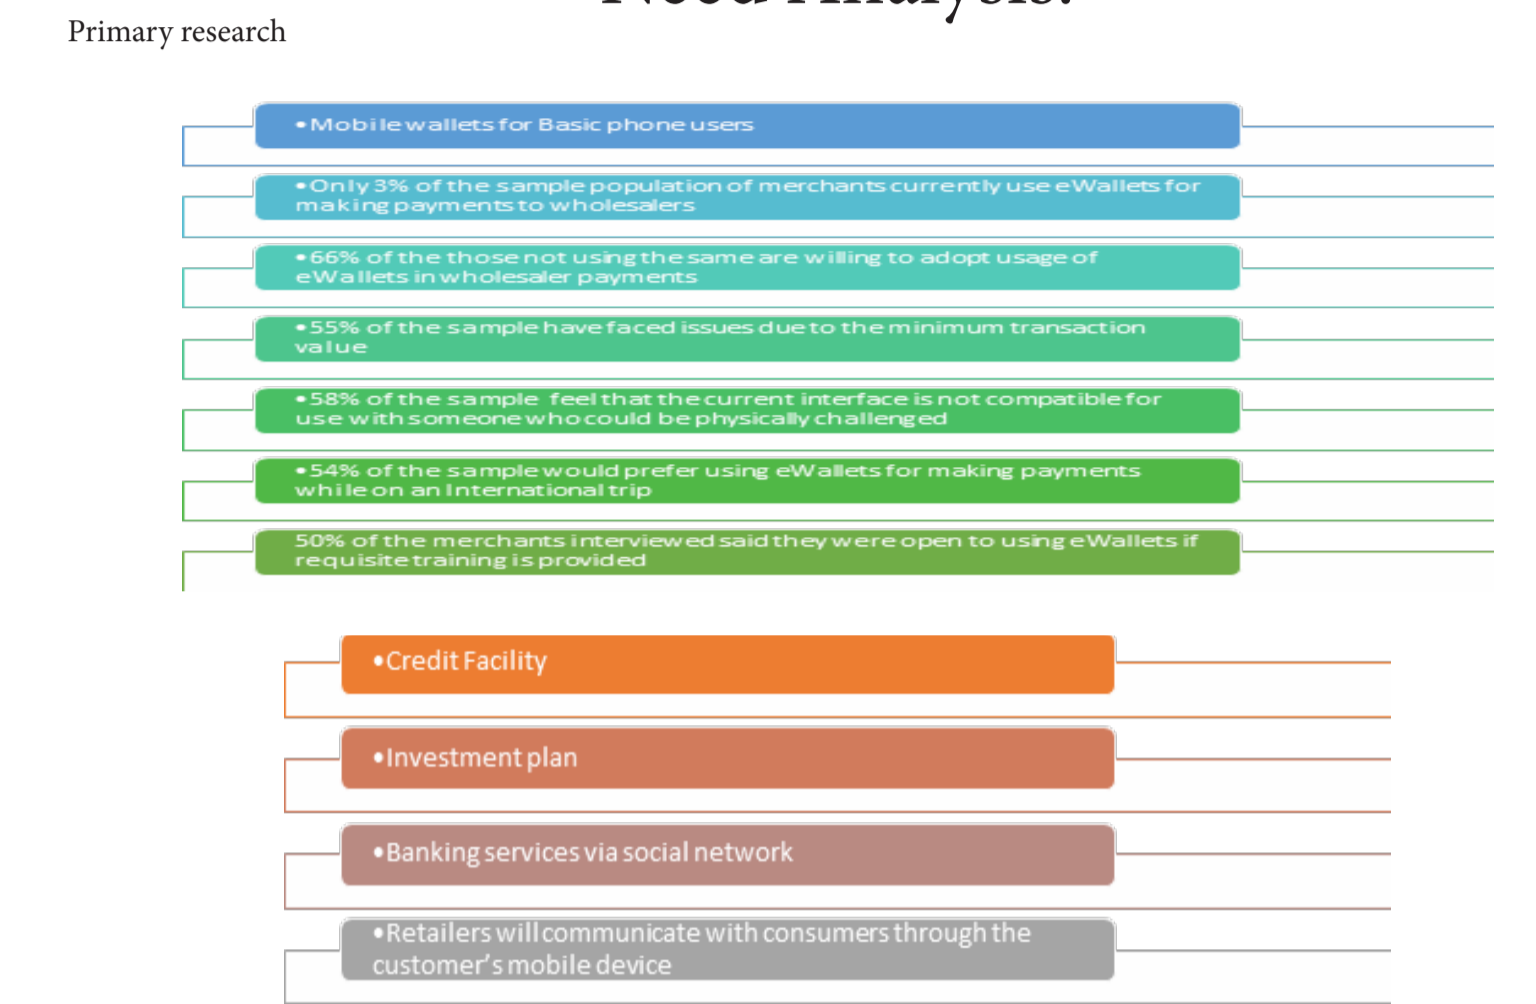 Need Analysis:
Primary research
•Mobile wallets for Basic phone users
•Only 3% of the sample population of merchants currently use eWallets for
making payments to wholesalers
•66% of the those not using the same are willing to adopt usage of
eWallets in wholesaler payments
•55% of the sample have faced issues due to the minimum transaction
value
•58% of the sample feel that the current interface is not compatible for
use with someone who could be physically challenged
•54% of the sample would prefer using eWallets for making payments
while on an International trip
50% of the merchants interviewed said they were open to using eWallets if
requisite training is provided
•Credit Facility
•Investment plan
•Banking services via social network
•Retailers will communicate with consumers through the
customer’s mobile device